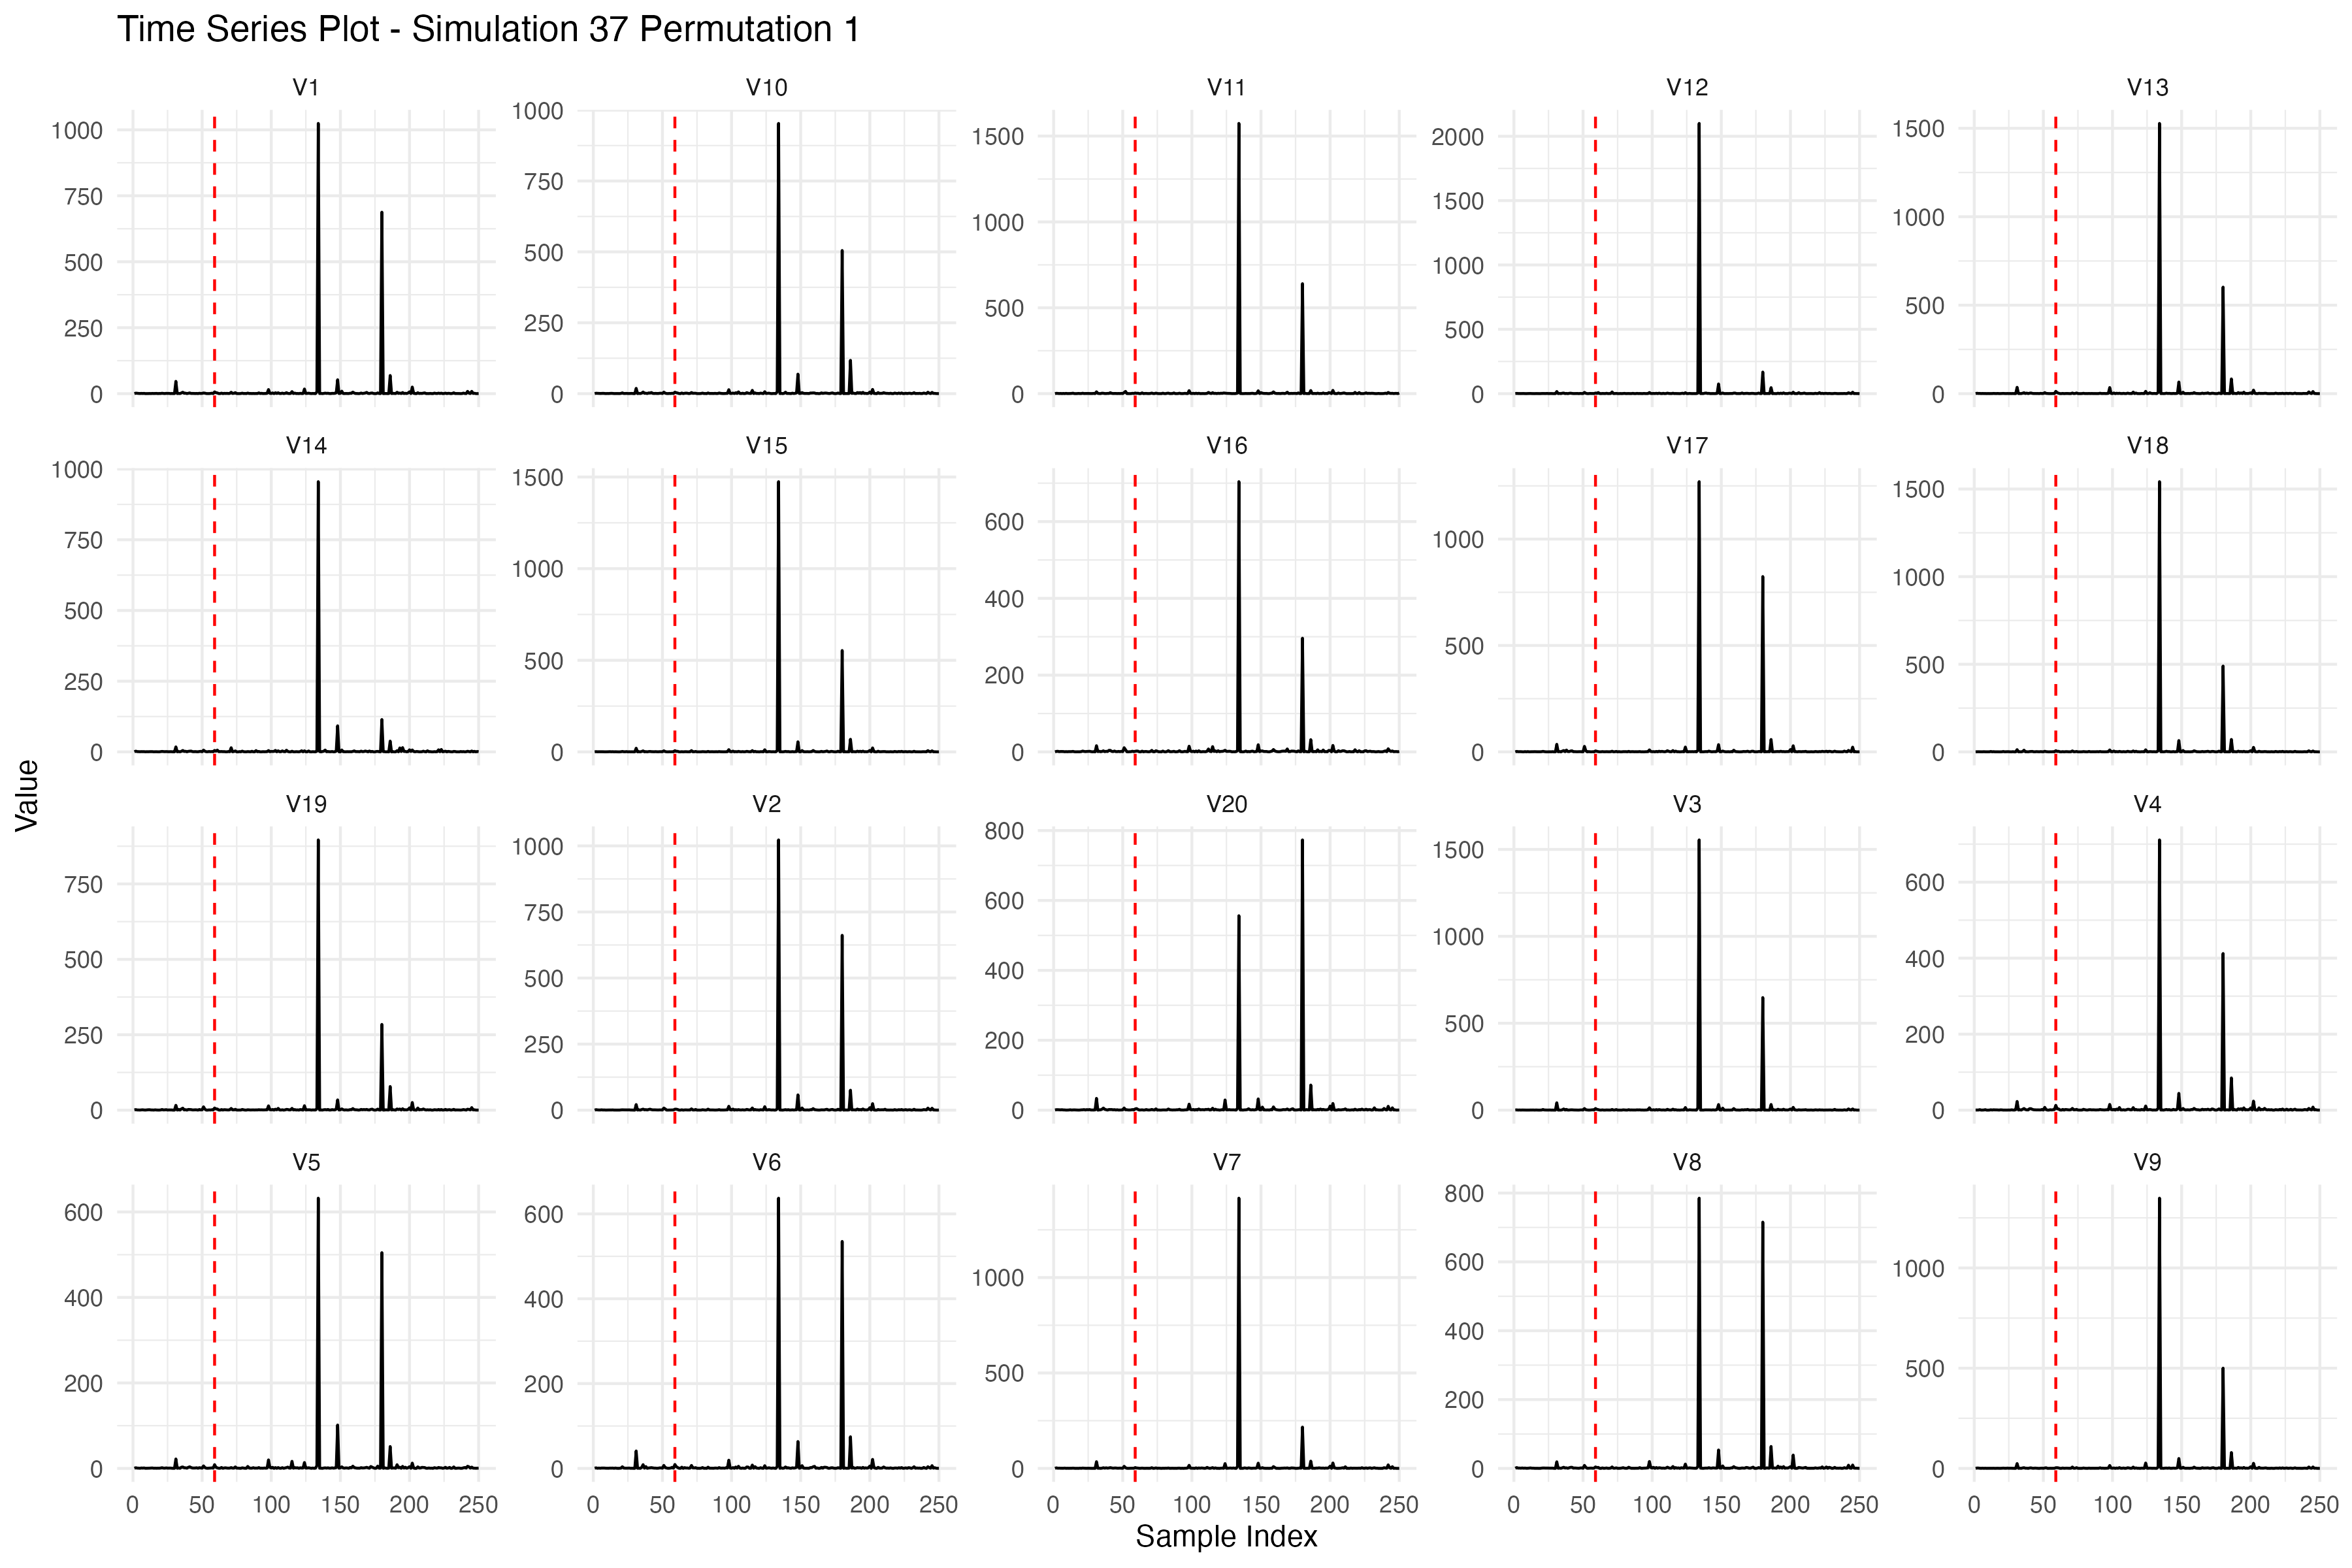 Time Series Plot - Simulation 37 Permutation 1
V1 V10 V11 V12 V13
1000 750 500 250 0
1000 750 500 250 0
1500 1000 500 0
2000 1500 1000 500 0
1500 1000 500 0
V14 V15 V16 V17 V18
1000 750 500 250 0
1500 1000 500 0
600 400 200 0
1000 500 0
1500 1000 500 0
Value
V19 V2 V20 V3 V4
750 500 250 0
1000 750 500 250 0
800 600 400 200 0
1500 1000 500 0
600 400 200 0
V5 V6 V7 V8 V9
600 400 200 0
600 400 200 0
1000 500 0
800 600 400 200 0
1000 500 0
0 50 100 150 200 250 0 50 100 150 200 250 0 50 100 150 200 250 0 50 100 150 200 250 0 50 100 150 200 250
Sample Index